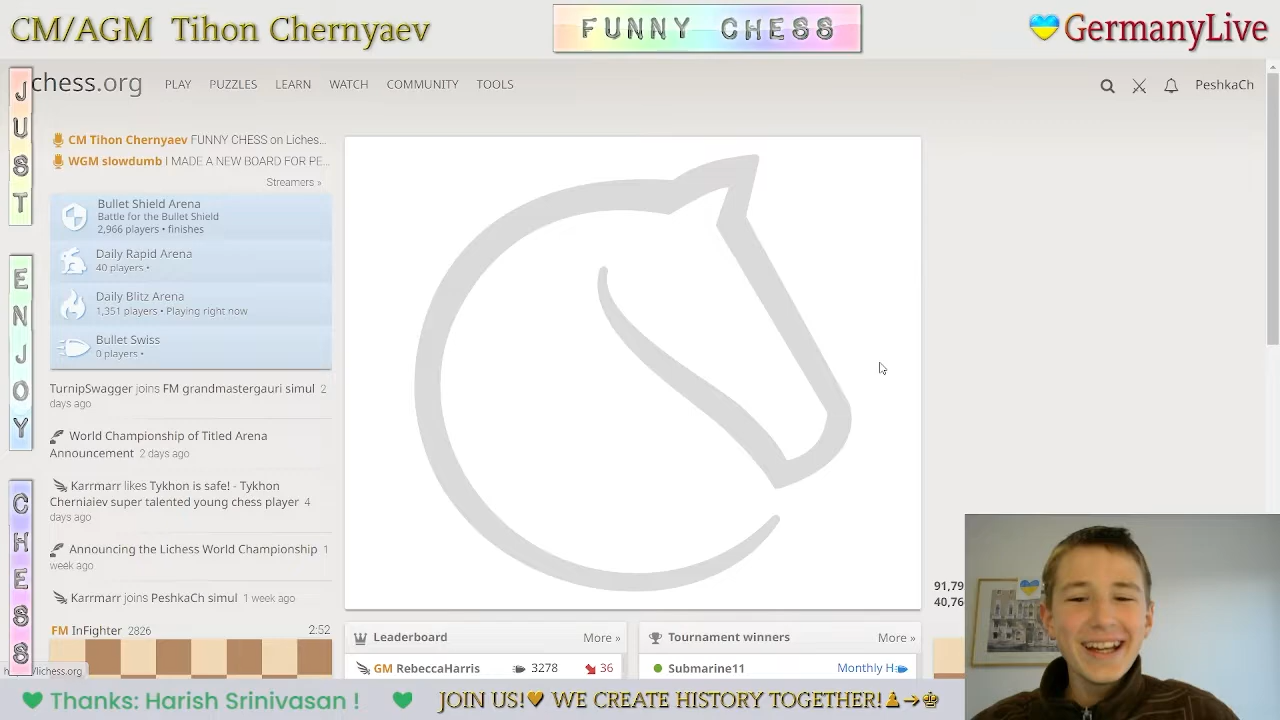 CM/AGM Tihon Chernyaev
FUNNY CHESS
GermanyLive
JUST
ENJOY
CHESS
chess.org
PLAY
PUZZLES
LEARN
WATCH
COMMUNITY
TOOLS
PeshkaCh
CM Tihon Chernyaev FUNNY CHESS on Liches...
WGM slowdumb I MADE A NEW BOARD FOR PE...
Streamers »
Bullet Shield Arena
Battle for the Bullet Shield
2,966 players • finishes
Daily Rapid Arena
40 players •
Daily Blitz Arena
1,351 players • Playing right now
Bullet Swiss
0 players •
TurnipSwagger joins FM grandmastergauri simul 2
days ago
World Championship of Titled Arena
Announcement 2 days ago
Karrmarr likes Tykhon is safe! - Tykhon
Cherniaiev super talented young chess player 4
days ago
Announcing the Lichess World Championship 1
week ago
Karrmarr joins PeshkaCh simul 1 week ago
FM InFighter 2826
2:52
lichess.org
Leaderboard
More »
GM RebeccaHarris
3278
36
Tournament winners
More »
Submarine11
Monthly H
91,79
40,76
Thanks: Harish Srinivasan !
JOIN US! WE CREATE HISTORY TOGETHER!